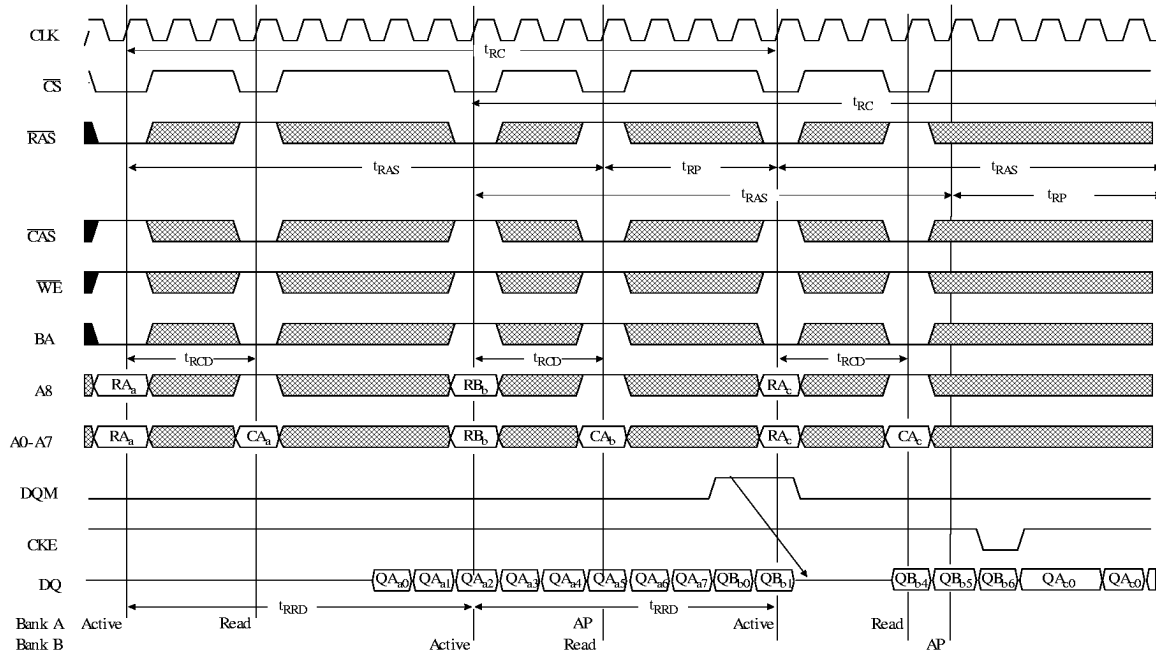 CLK
tRC
CS
tRC
RAS
tRAS tRP tRAS
tRAS tRP
CAS
WE
BA
tRCD tRCD tRCD
A8 RAa RBb RAc
A0-A7 RAa CAa RBb CAb RAc CAc
DQM
CKE
DQ QAa0 QAa1 QAa2 QAa3 QAa4 QAa5 QAa6 QAa7 QBb0 QBb1 QBb4 QBb5 QBb6 QAc0 QAc0
tRRD tRRD
Bank A Active Read AP Active Read
Bank B Active Read AP